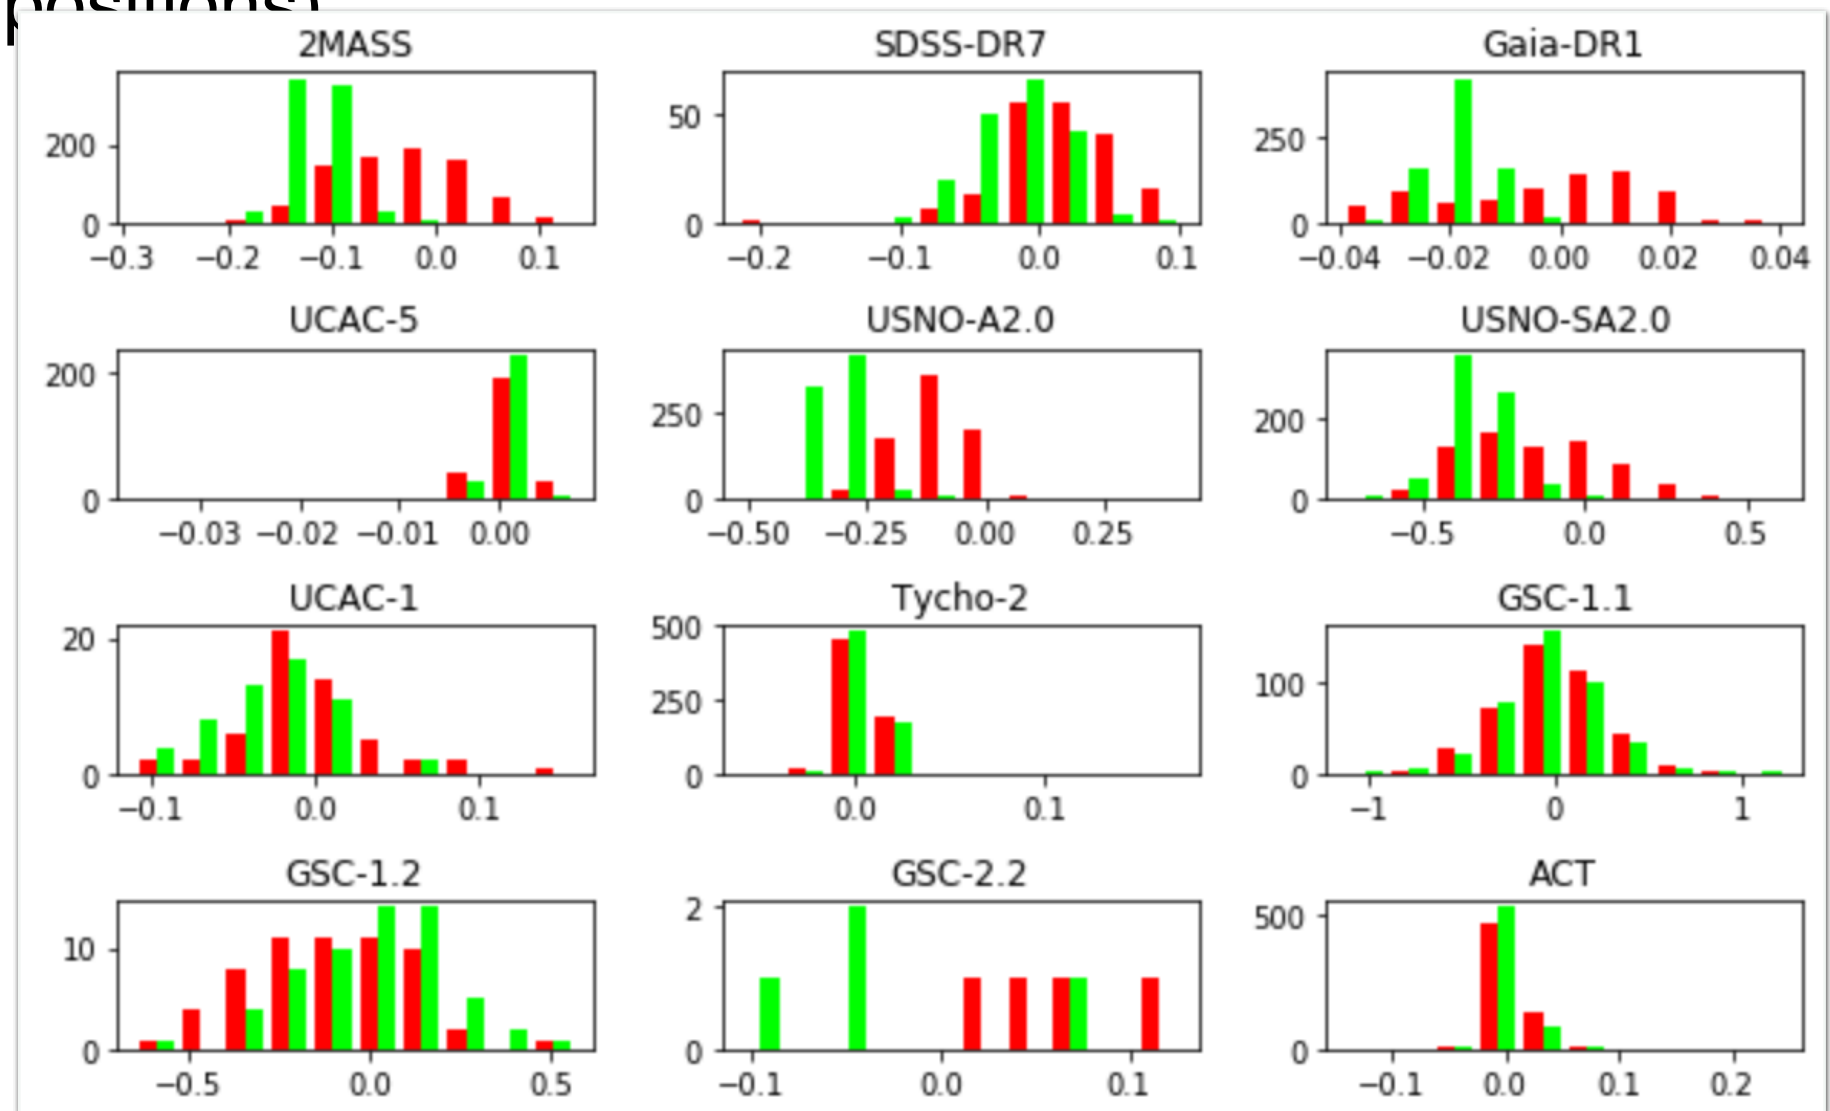 positions)
2MASS SDSS-DR7 Gaia-DR1
200 50 250
0 0 0
−0.3 −0.2 −0.1 0.0 0.1 −0.2 −0.1 0.0 0.1 −0.04 −0.02 0.00 0.02 0.04
UCAC-5 USNO-A2.0 USNO-SA2.0
200 250 200
0 0 0
−0.03 −0.02 −0.01 0.00 −0.50 −0.25 0.00 0.25 −0.5 0.0 0.5
UCAC-1 Tycho-2 GSC-1.1
20 500 100
250
0 0 0
−0.1 0.0 0.1 0.0 0.1 −1 0 1
GSC-1.2 GSC-2.2 ACT
10 2 500
0 0 0
−0.5 0.0 0.5 −0.1 0.0 0.1 −0.1 0.0 0.1 0.2